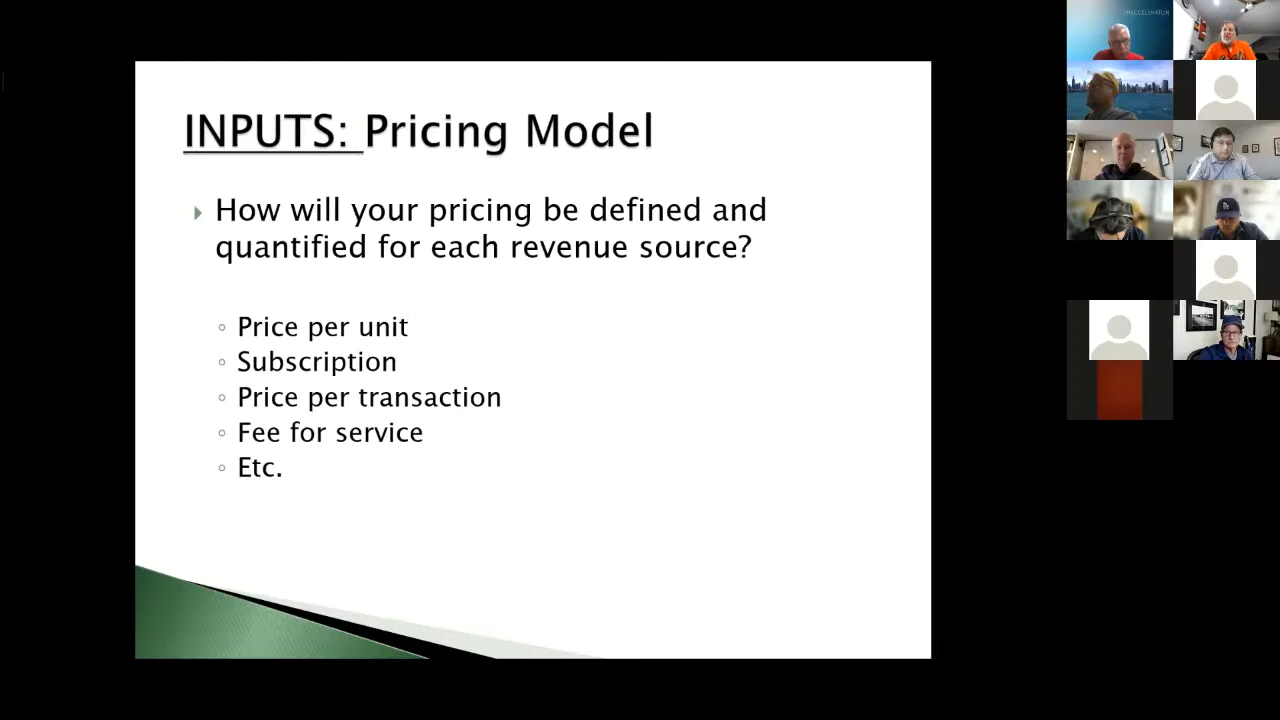 INPUTS: Pricing Model
How will your pricing be defined and
quantified for each revenue source?
Price per unit
Subscription
Price per transaction
Fee for service
Etc.